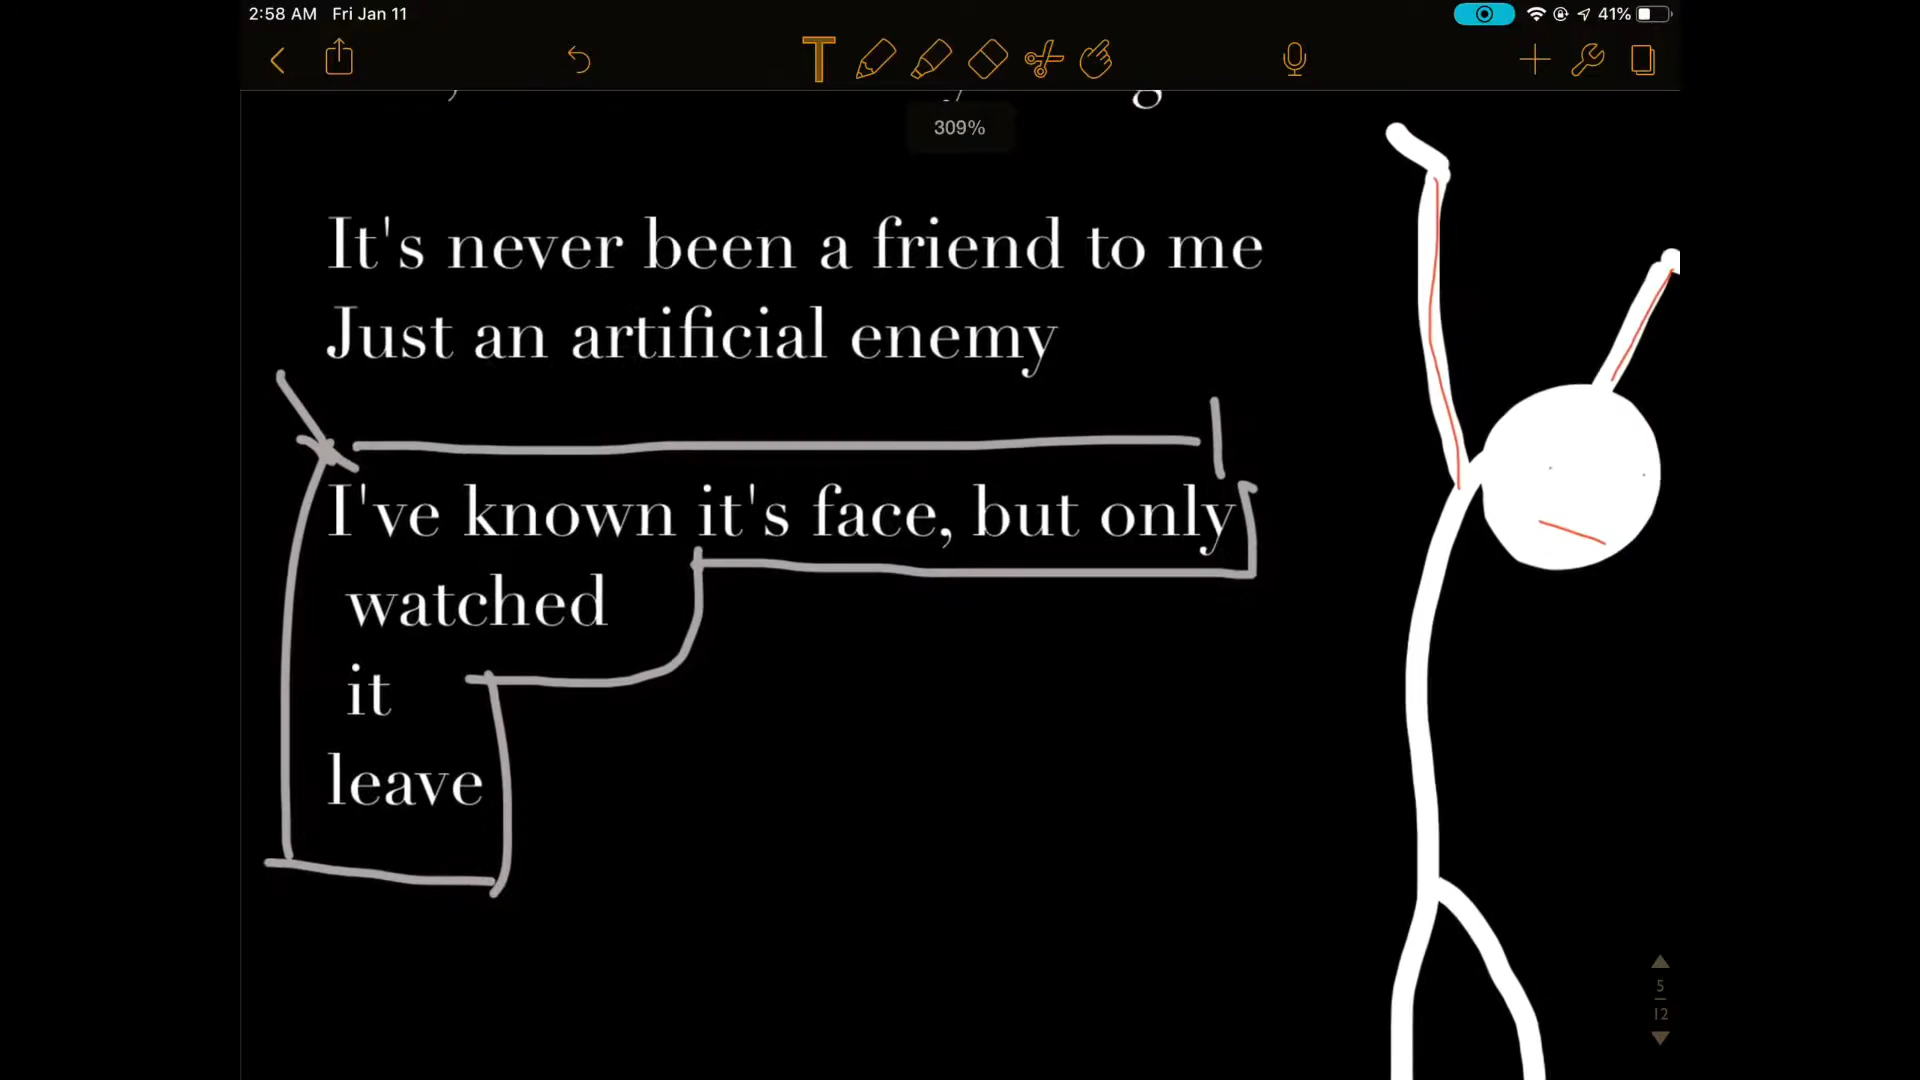 2:58 AM Fri Jan 11
41%
309%
It's never been a friend to me
Just an artificial enemy
I've known it's face, but only
watched
it
leave
5
12